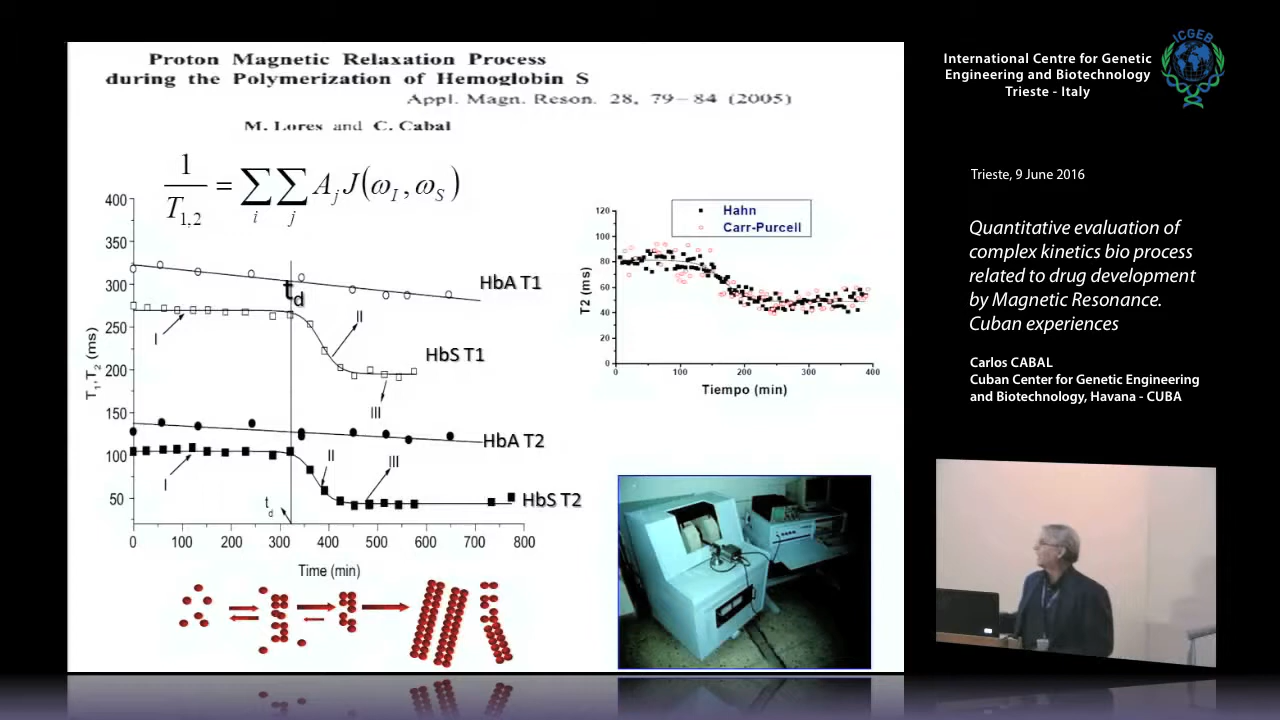 Proton Magnetic Relaxation Process
during the Polymerization of Hemoglobin S
Appl. Magn. Reson. 28, 79–84 (2005)
M. Lores and C. Cabal
1/T1,2 = ∑i ∑j Aj J(ωI, ωS)
400
350
300
250
200
150
100
50
T1, T2 (ms)
HbA T1
td
I
II
HbS T1
III
HbA T2
I
II
III
td
HbS T2
0 100 200 300 400 500 600 700 800
Time (min)
Hahn
Carr-Purcell
120
100
80
60
40
20
0
T2 (ms)
0 100 200 300 400
Tiempo (min)
International Centre for Genetic
Engineering and Biotechnology
Trieste - Italy
ICGEB
Trieste, 9 June 2016
Quantitative evaluation of
complex kinetics bio process
related to drug development
by Magnetic Resonance.
Cuban experiences
Carlos CABAL
Cuban Center for Genetic Engineering
and Biotechnology, Havana - CUBA